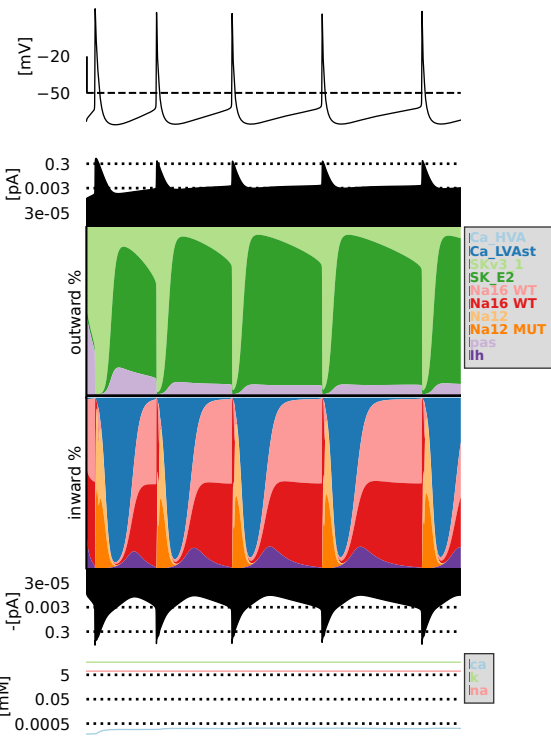 [mV]
−20
−50
[pA]
0.3
0.003
3e-05
outward %
Ca_HVA
Ca_LVAst
SKv3_1
SK_E2
Na16 WT
Na16 WT
Na12
Na12 MUT
pas
Ih
inward %
-[pA]
3e-05
0.003
0.3
[mM]
5
0.05
0.0005
ca
k
na